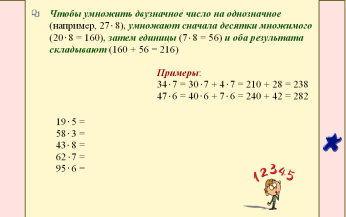 Чтобы умножить двузначное число на однозначное
(например, 27· 8), умножают сначала десятки множимого
(20· 8 = 160), затем единицы (7· 8 = 56) и оба результата
складывают (160 + 56 = 216)
Примеры:
34· 7 = 30· 7 + 4· 7 = 210 + 28 = 238
47· 6 = 40· 6 + 7· 6 = 240 + 42 = 282
19· 5 =
58· 3 =
43· 8 =
62· 7 =
95· 6 =
12345